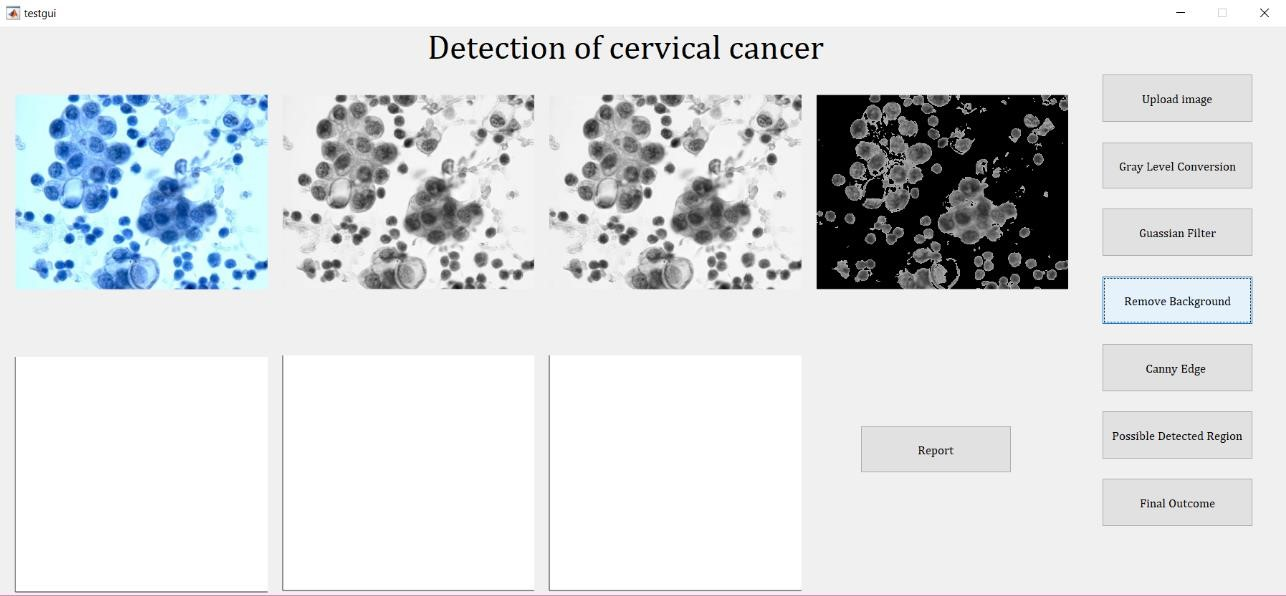 testgui
Detection of cervical cancer
Upload image
Gray Level Conversion
Guassian Filter
Remove Background
Canny Edge
Possible Detected Region
Report
Final Outcome